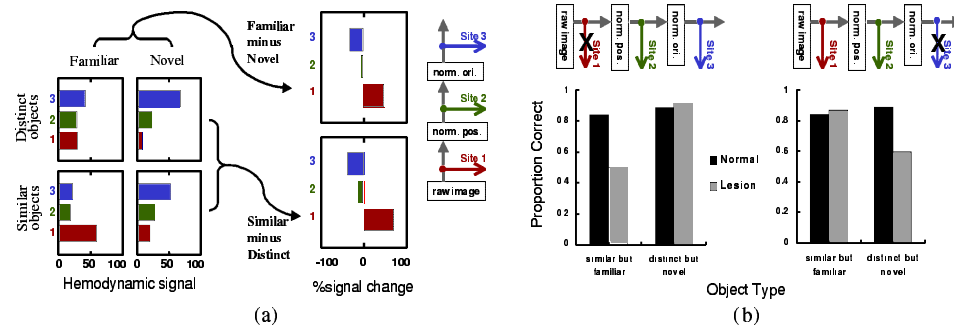 Familiar
Novel
Distinct
objects
3
2
1
Similar
objects
3
2
1
0
50
100
0
50
100
Hemodynamic signal
Familiar
minus
Novel
3
2
1
Similar
minus
Distinct
3
2
1
-100
0
100
%signal change
Site 3
norm. ori.
Site 2
norm. pos.
Site 1
raw image
(a)
raw image
X
Site 1
norm. pos.
Site 2
norm. ori.
Site 3
raw image
Site 1
norm. pos.
Site 2
norm. ori.
X
Site 3
Proportion Correct
1
0.8
0.6
0.4
0.2
0
similar but
familiar
distinct but
novel
Normal
Lesion
1
0.8
0.6
0.4
0.2
0
similar but
familiar
distinct but
novel
Object Type
(b)